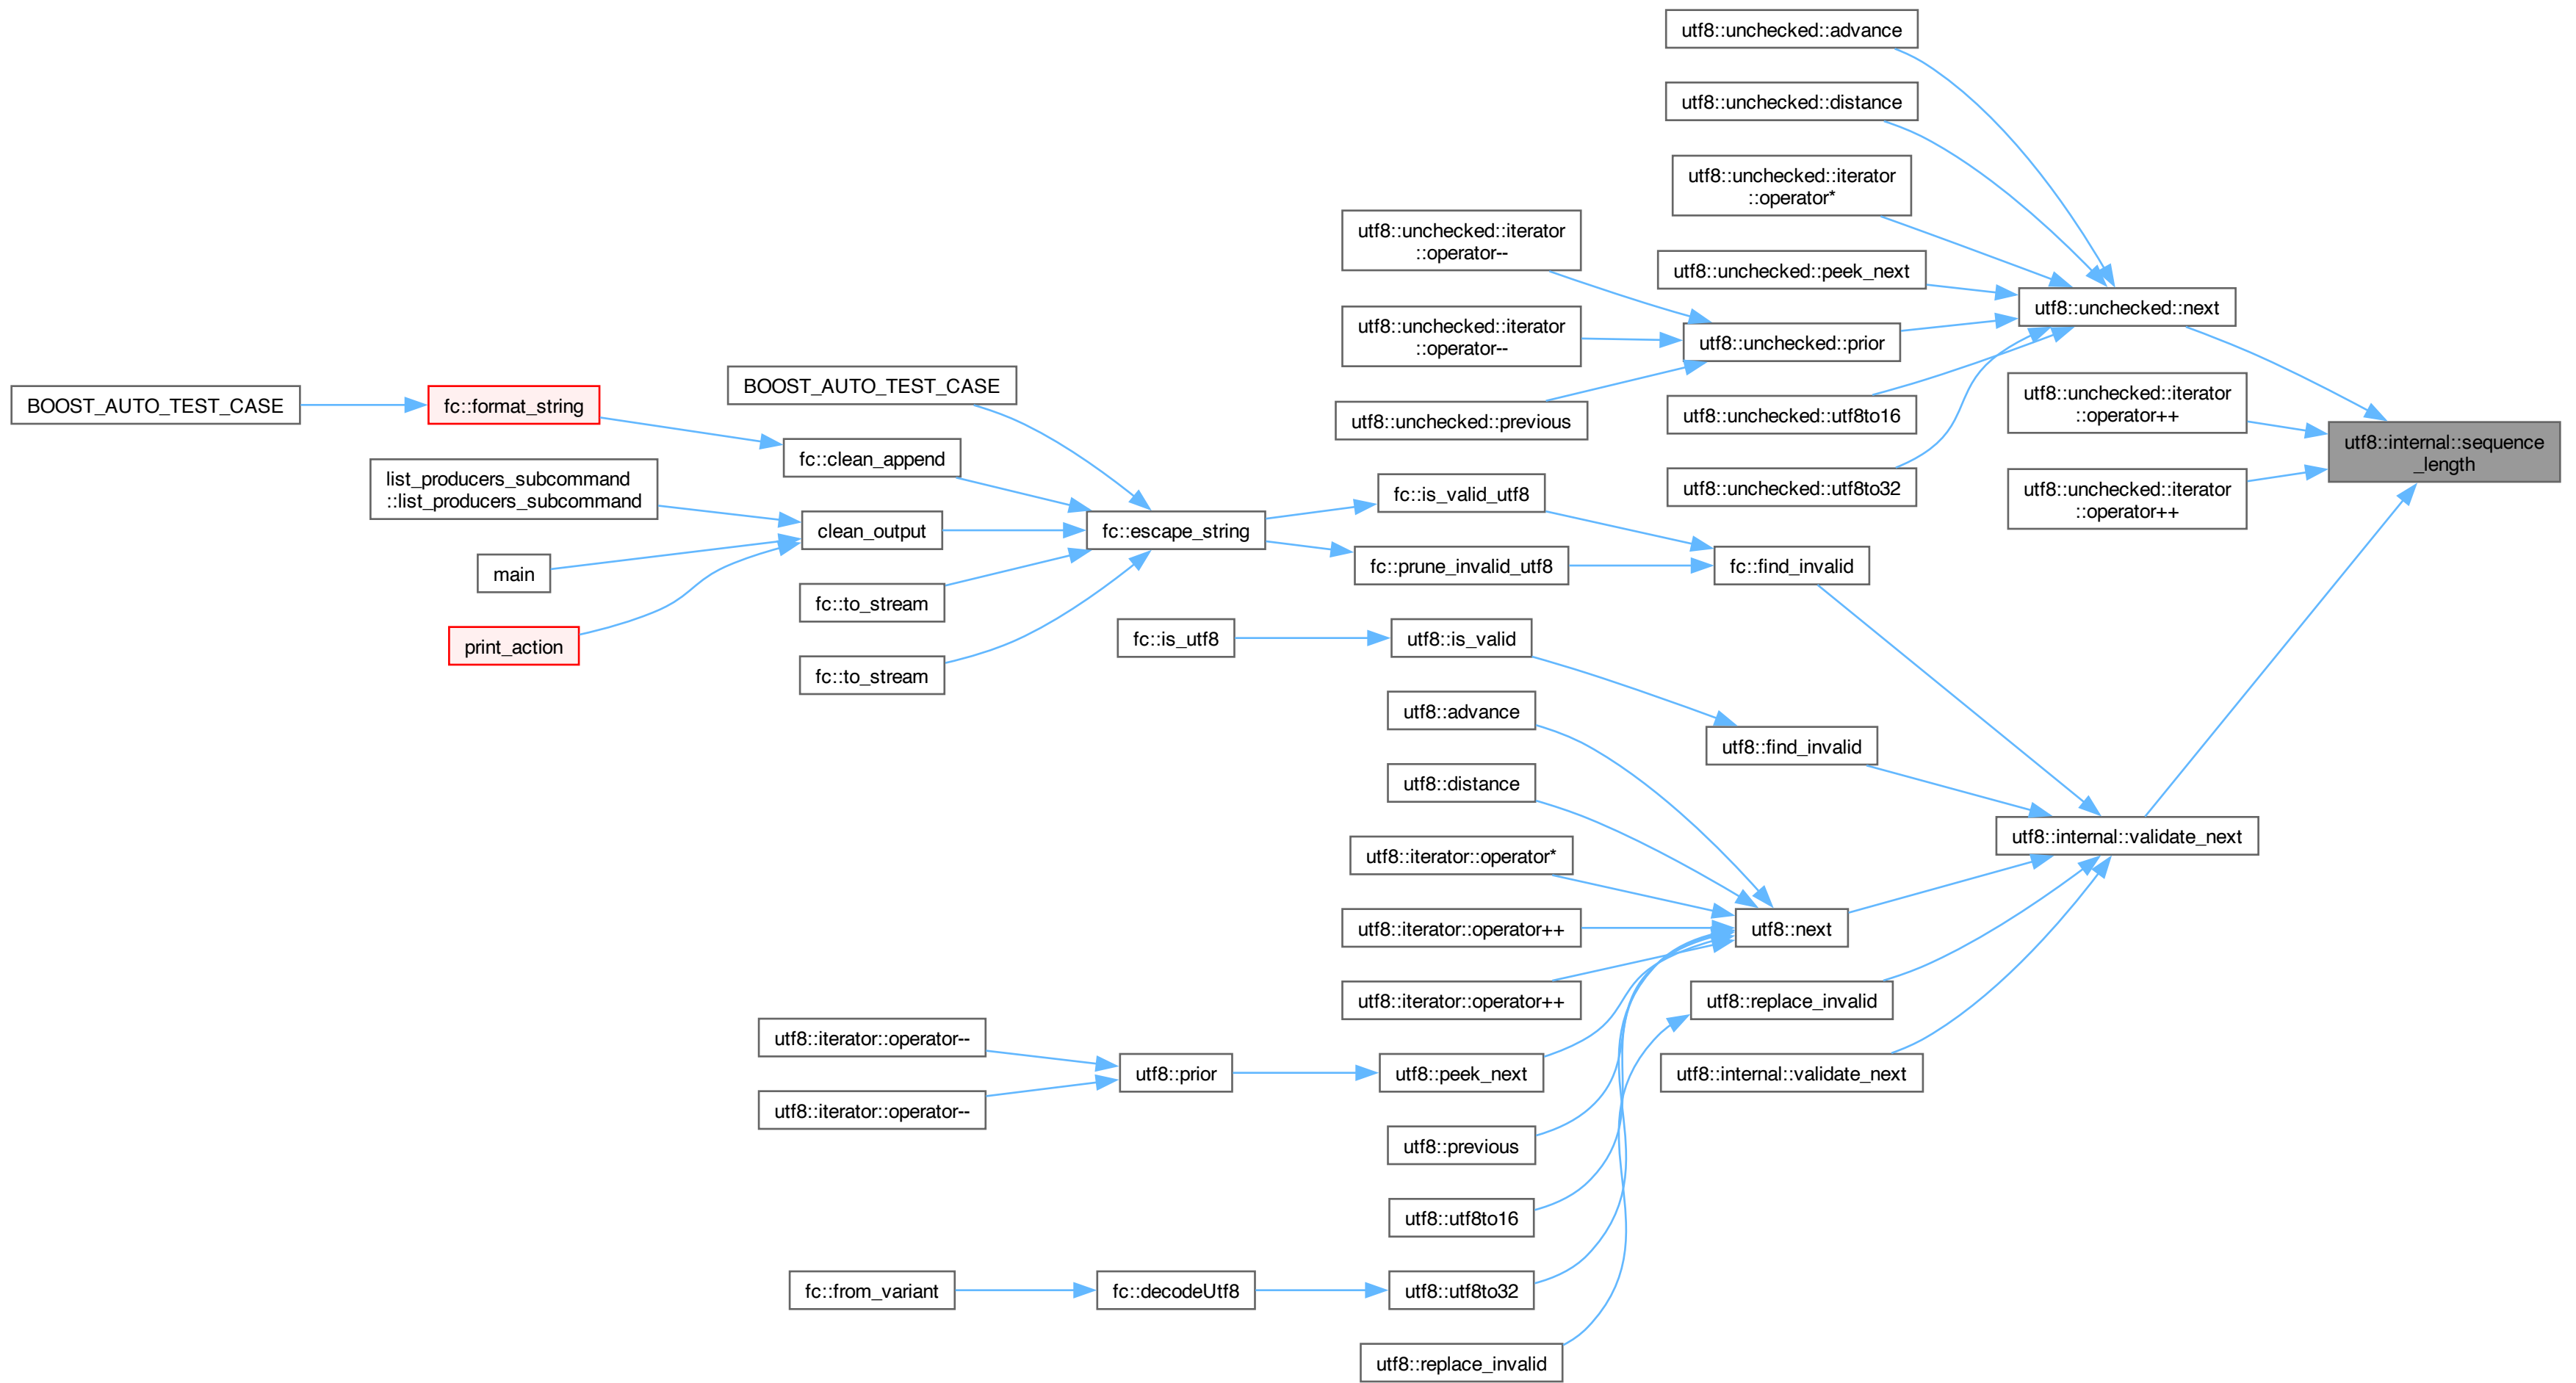 utf8::unchecked::advance
utf8::unchecked::distance
utf8::unchecked::iterator
::operator*
utf8::unchecked::iterator
::operator--
utf8::unchecked::peek_next
utf8::unchecked::next
utf8::unchecked::iterator
::operator--
utf8::unchecked::prior
BOOST_AUTO_TEST_CASE
BOOST_AUTO_TEST_CASE
fc::format_string
utf8::unchecked::previous
utf8::unchecked::utf8to16
utf8::unchecked::iterator
::operator++
fc::clean_append
utf8::internal::sequence
_length
list_producers_subcommand
::list_producers_subcommand
fc::is_valid_utf8
utf8::unchecked::utf8to32
utf8::unchecked::iterator
::operator++
clean_output
fc::escape_string
main
fc::prune_invalid_utf8
fc::find_invalid
fc::to_stream
print_action
fc::is_utf8
utf8::is_valid
fc::to_stream
utf8::advance
utf8::find_invalid
utf8::distance
utf8::internal::validate_next
utf8::iterator::operator*
utf8::iterator::operator++
utf8::next
utf8::iterator::operator++
utf8::replace_invalid
utf8::iterator::operator--
utf8::prior
utf8::peek_next
utf8::internal::validate_next
utf8::iterator::operator--
utf8::previous
utf8::utf8to16
fc::from_variant
fc::decodeUtf8
utf8::utf8to32
utf8::replace_invalid